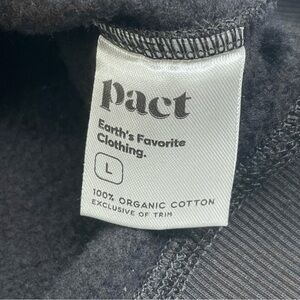 pact
Earth's Favorite
Clothing.
L
100% ORGANIC COTTON
EXCLUSIVE OF TRIM